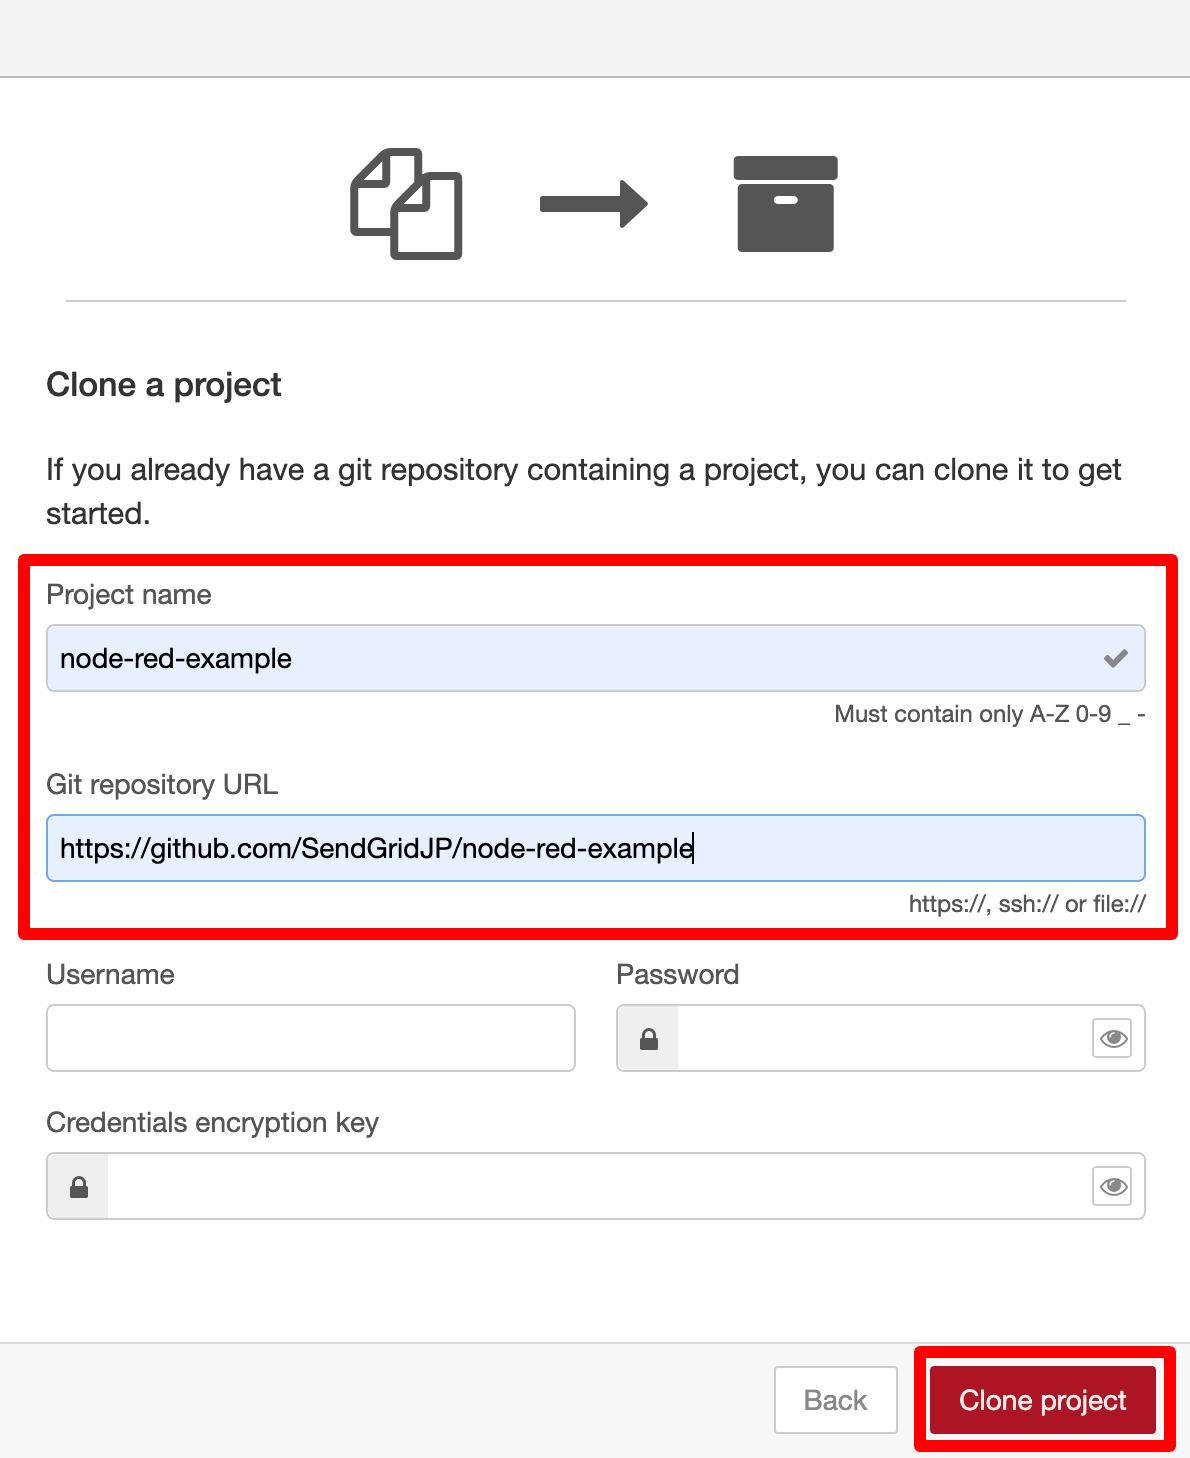 Clone a project
If you already have a git repository containing a project, you can clone it to get
started.
Project name
node-red-example
Must contain only A-Z 0-9 _ -
Git repository URL
https://github.com/SendGridJP/node-red-example
https://, ssh:// or file://
Username
Password
Credentials encryption key
Back
Clone project